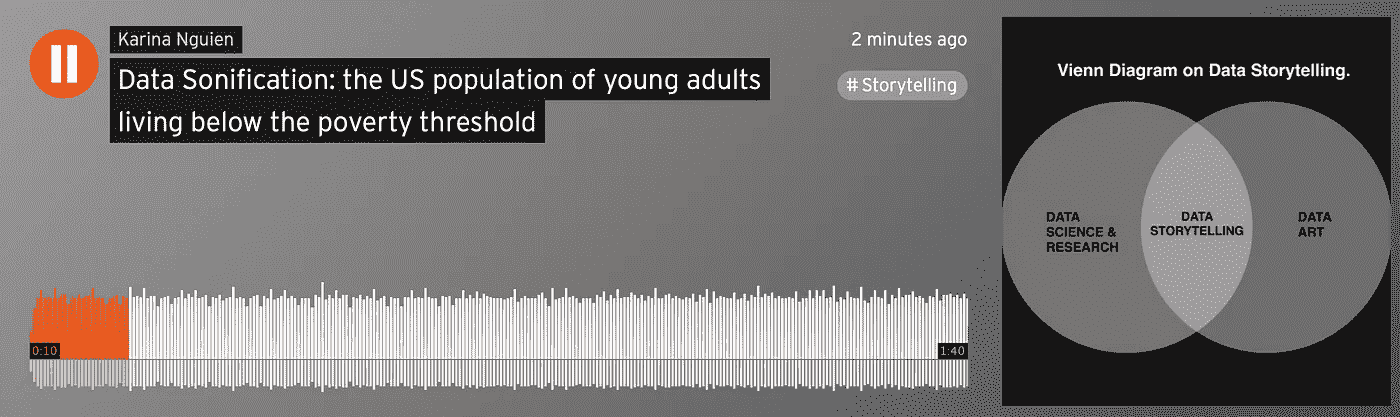 Karina Nguien
Data Sonification: the US population of young adults
living below the poverty threshold
2 minutes ago
# Storytelling
0:10
1:40
Vienn Diagram on Data Storytelling.
DATA
SCIENCE &
RESEARCH
DATA
STORYTELLING
DATA
ART